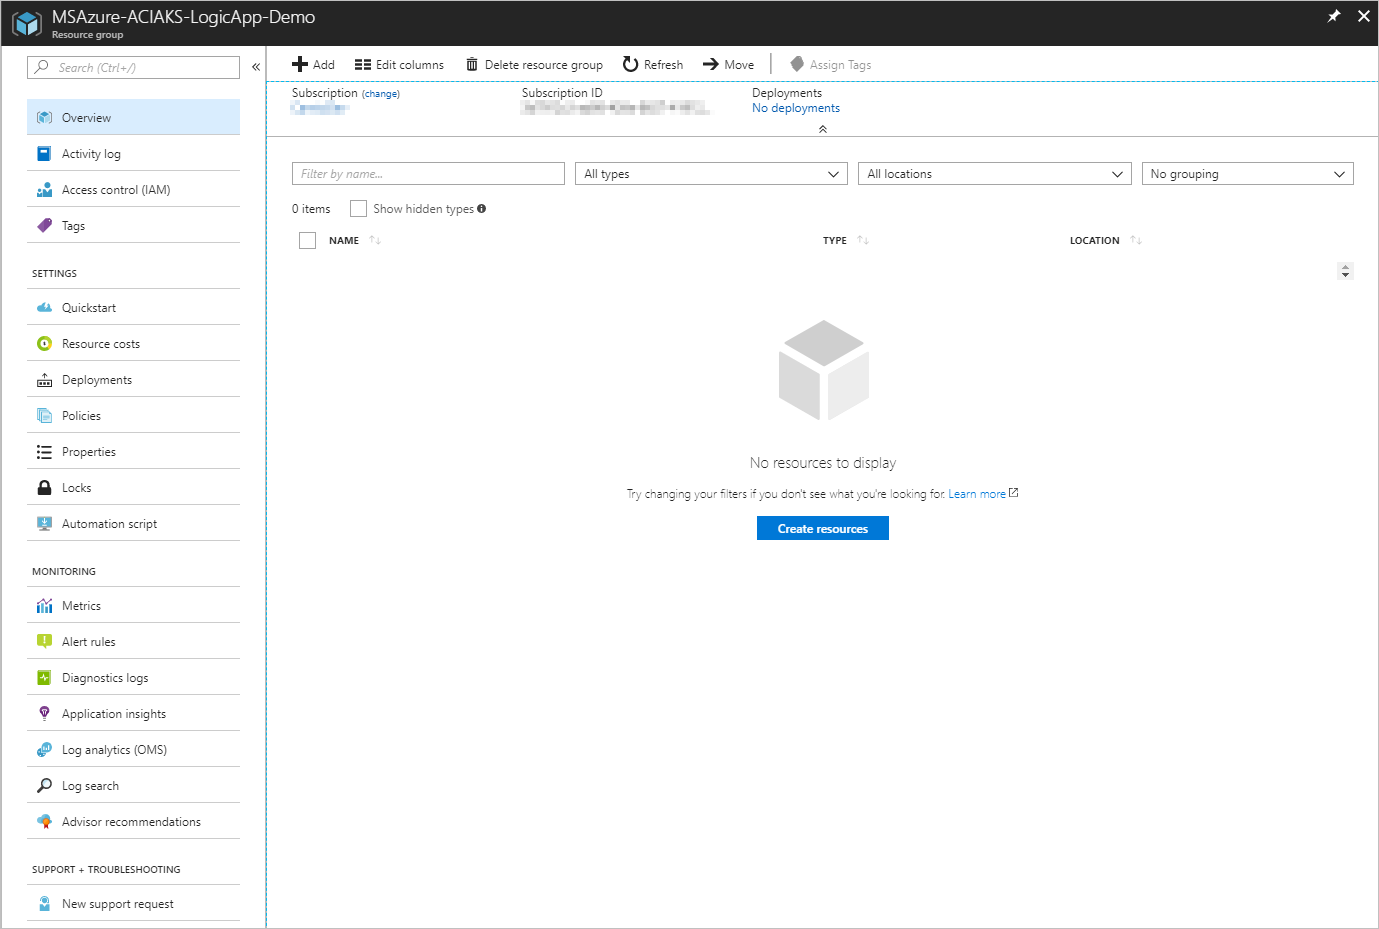 MSAzure-ACIAKS-LogicApp-Demo
Resource group
Search (Ctrl+/)
«
Overview
Activity log
Access control (IAM)
Tags
SETTINGS
Quickstart
Resource costs
Deployments
Policies
Properties
Locks
Automation script
MONITORING
Metrics
Alert rules
Diagnostics logs
Application insights
Log analytics (OMS)
Log search
Advisor recommendations
SUPPORT + TROUBLESHOOTING
New support request
Add Edit columns Delete resource group Refresh Move Assign Tags
Subscription (change) Subscription ID Deployments
No deployments
Filter by name... All types All locations No grouping
0 items Show hidden types
NAME TYPE LOCATION
No resources to display
Try changing your filters if you don't see what you're looking for. Learn more
Create resources